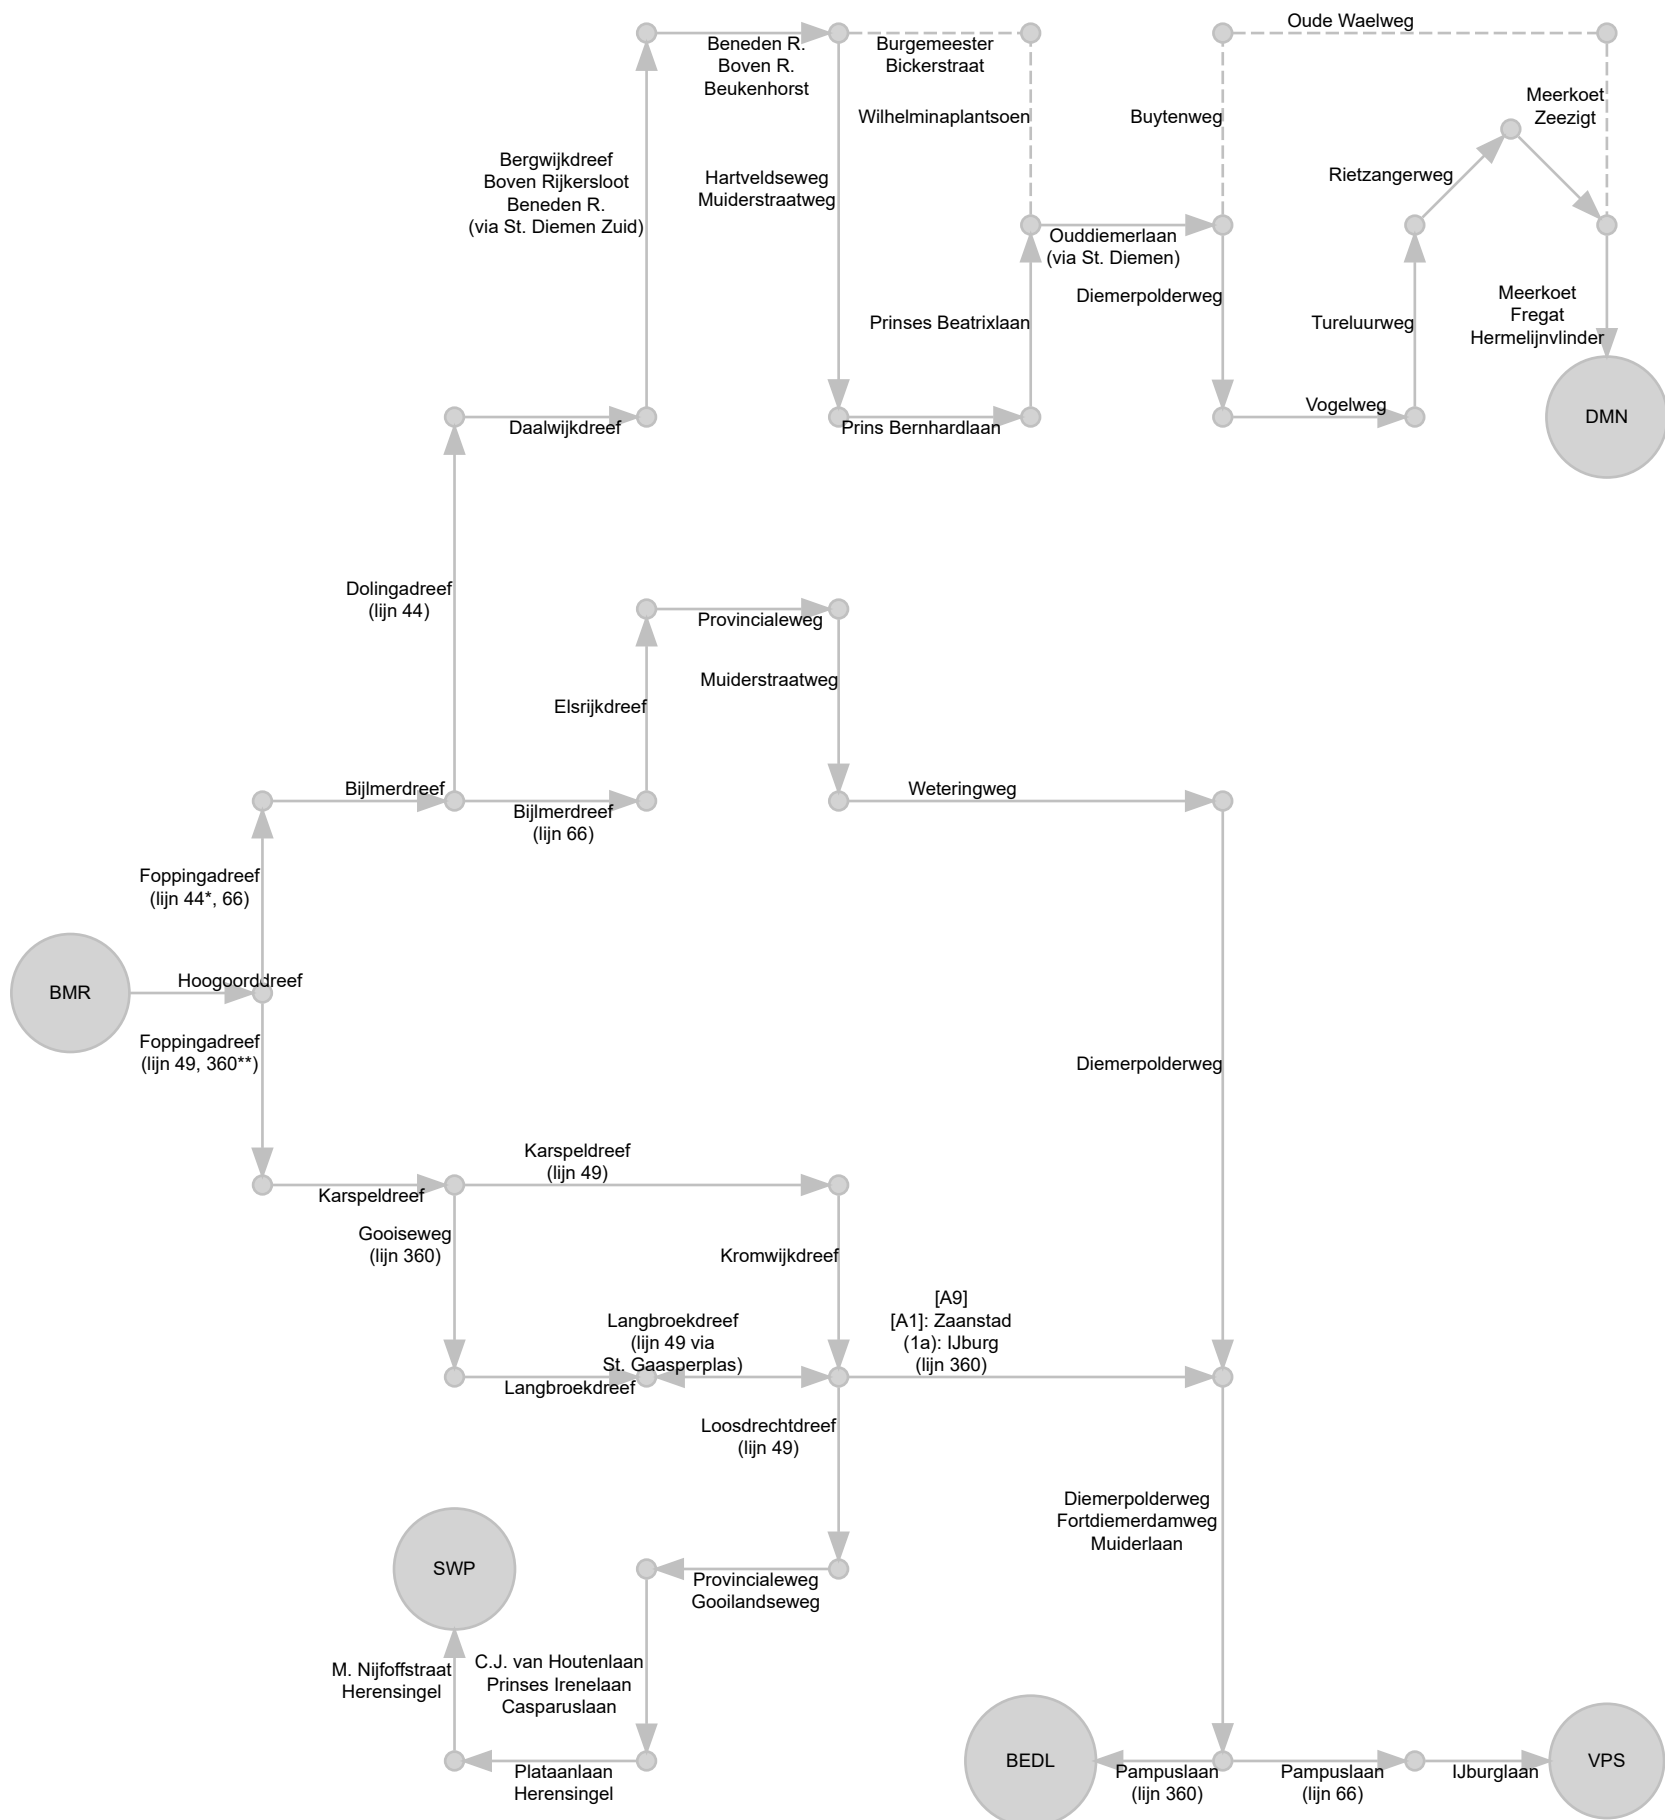 Oude Waelweg
Beneden R.
Boven R.
Beukenhorst
Burgemeester
Bickerstraat
Meerkoet
Zeezigt
Wilhelminaplantsoen
Buytenweg
Bergwijkdreef
Boven Rijkersloot
Beneden R.
(via St. Diemen Zuid)
Hartveldseweg
Muiderstraatweg
Rietzangerweg
Ouddiemerlaan
(via St. Diemen)
Diemerpolderweg
Meerkoet
Fregat
Hermelijnvlinder
Prinses Beatrixlaan
Tureluurweg
Daalwijkdreef
Prins Bernhardlaan
Vogelweg
DMN
Dolingadreef
(lijn 44)
Provincialeweg
Muiderstraatweg
Elsrijkdreef
Bijlmerdreef
Bijlmerdreef
(lijn 66)
Weteringweg
Foppingadreef
(lijn 44*, 66)
BMR
Hoogoorddreef
Foppingadreef
(lijn 49, 360**)
Diemerpolderweg
Karspeldreef
(lijn 49)
Karspeldreef
Gooiseweg
(lijn 360)
Kromwijkdreef
Langbroekdreef
(lijn 49 via
St. Gaasperplas)
[A9]
[A1]: Zaanstad
(1a): IJburg
(lijn 360)
Langbroekdreef
Loosdrechtdreef
(lijn 49)
Diemerpolderweg
Fortdiemerdamweg
Muiderlaan
SWP
Provincialeweg
Gooilandseweg
M. Nijfoffstraat
Herensingel
C.J. van Houtenlaan
Prinses Irenelaan
Casparuslaan
Plataanlaan
Herensingel
BEDL
Pampuslaan
(lijn 360)
Pampuslaan
(lijn 66)
IJburglaan
VPS